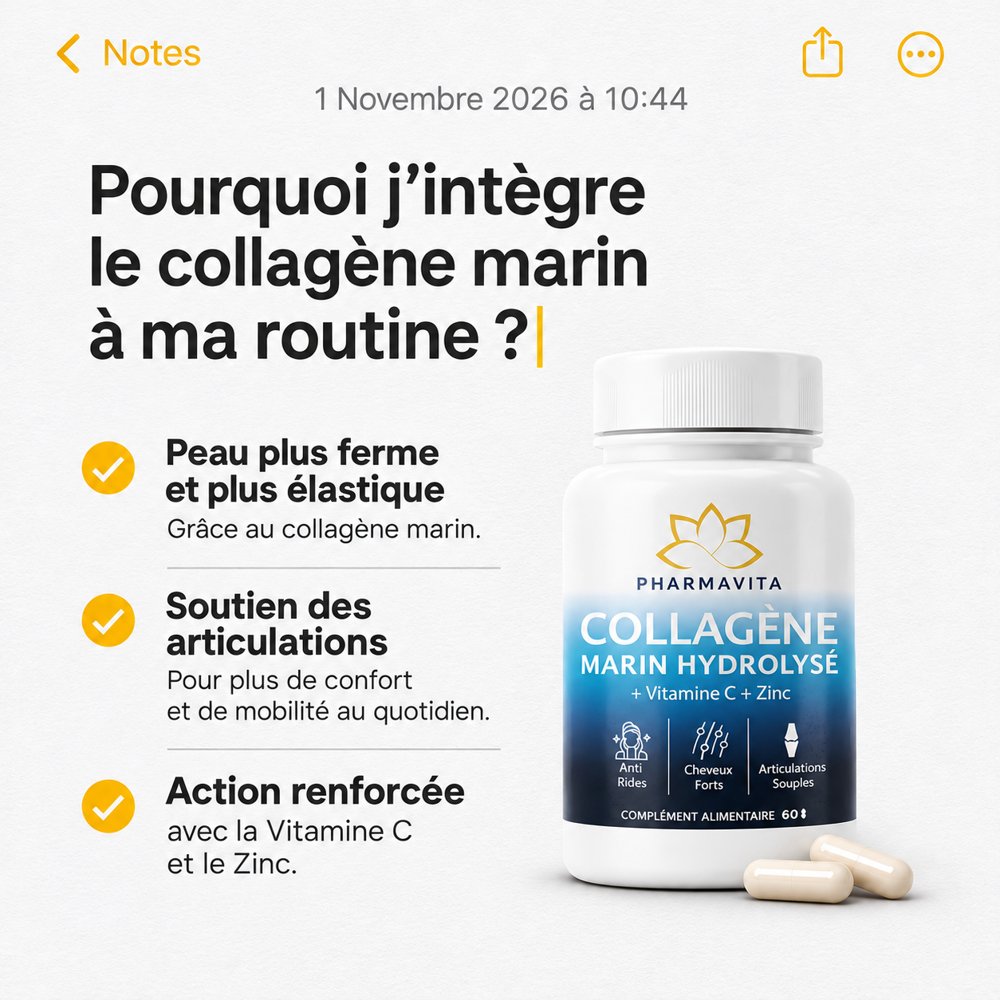 Notes
1 Novembre 2026 à 10:44
Pourquoi j’intègre
le collagène marin
à ma routine ?
Peau plus ferme
et plus élastique
Grâce au collagène marin.
Soutien des
articulations
Pour plus de confort
et de mobilité au quotidien.
Action renforcée
avec la Vitamine C
et le Zinc.
PHARMAVITA
COLLAGÈNE
MARIN HYDROLYSÉ
+ Vitamine C + Zinc
Anti
Rides
Cheveux
Forts
Articulations
Souples
COMPLÉMENT ALIMENTAIRE 60